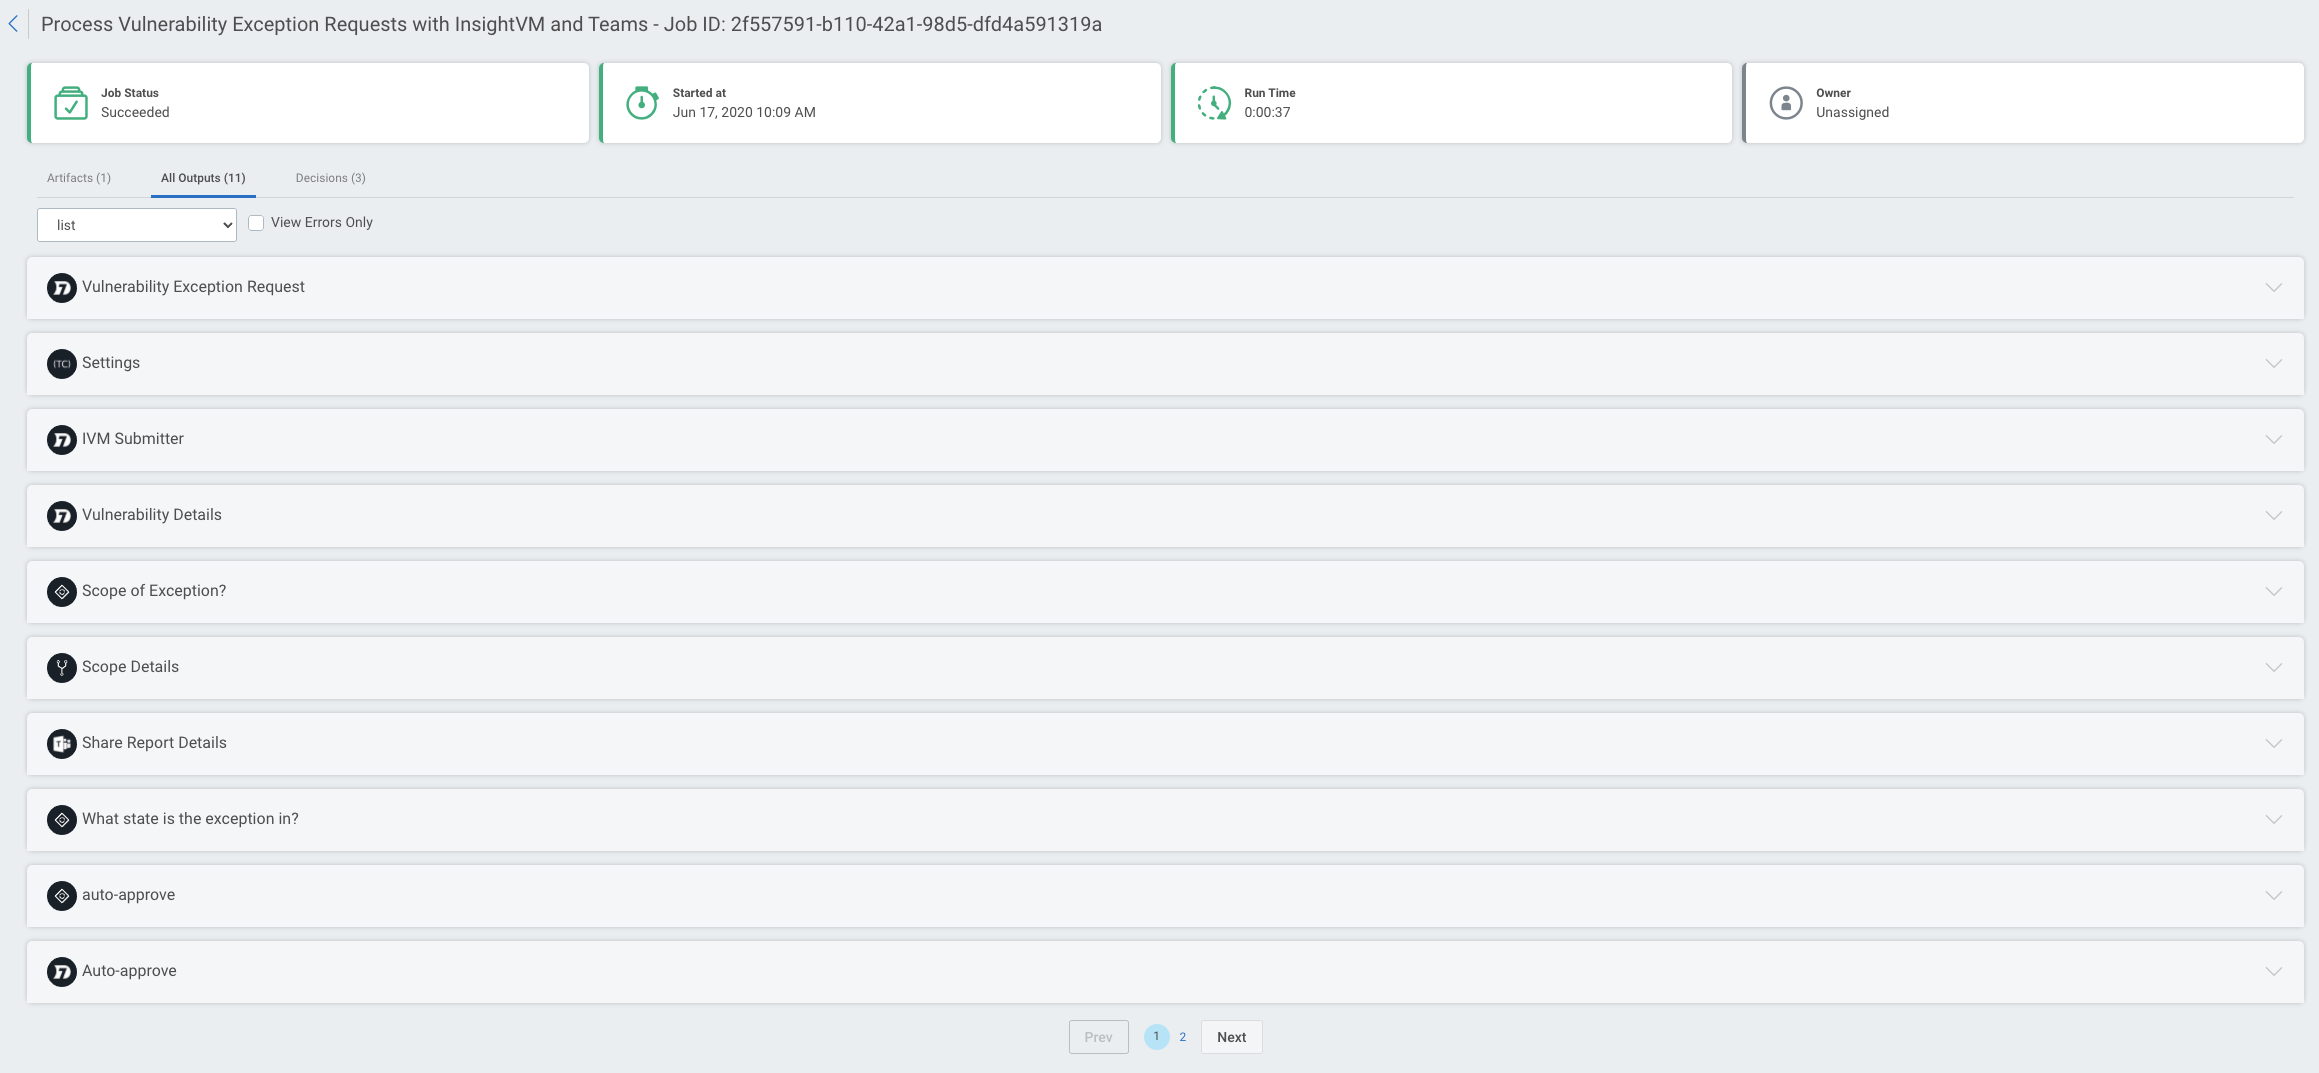 Process Vulnerability Exception Requests with InsightVM and Teams - Job ID: 2f557591-b110-42a1-98d5-dfd4a591319a
Job Status
Succeeded
Started at
Jun 17, 2020 10:09 AM
Run Time
0:00:37
Owner
Unassigned
Artifacts (1)
All Outputs (11)
Decisions (3)
list
View Errors Only
Vulnerability Exception Request
(TC) Settings
IVM Submitter
Vulnerability Details
Scope of Exception?
Scope Details
Share Report Details
What state is the exception in?
auto-approve
Auto-approve
Prev 1 2 Next